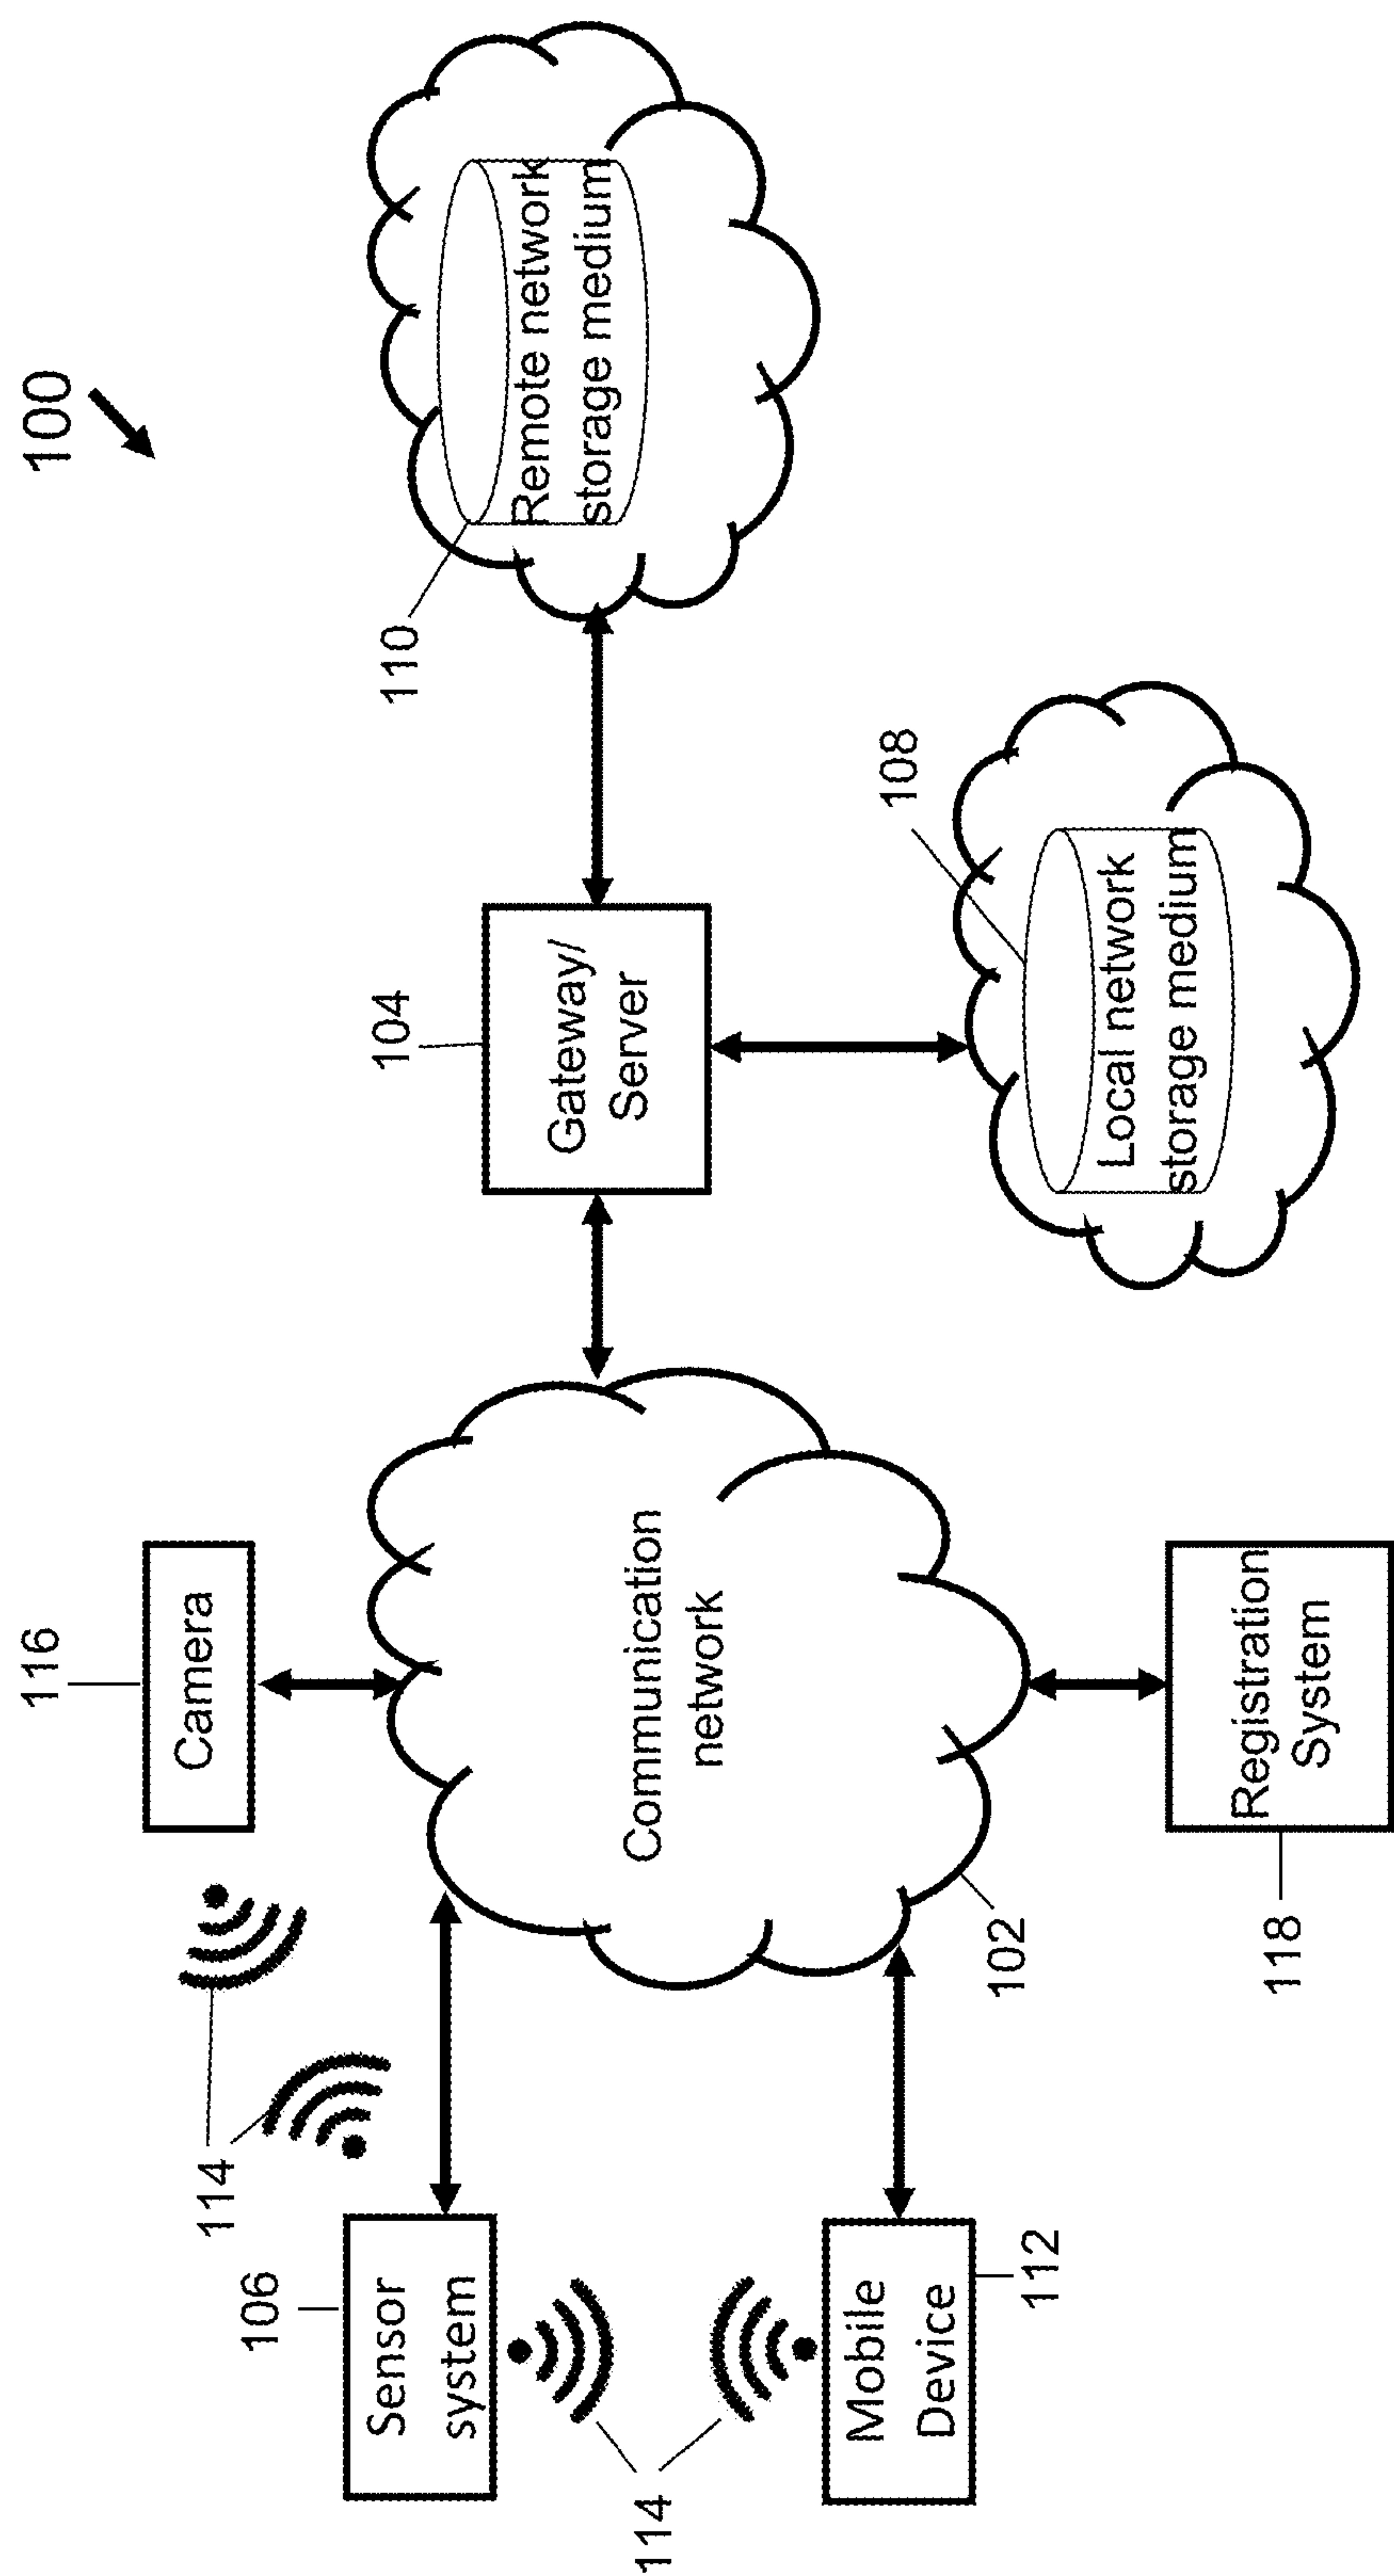 100
116
Camera
114
106
Sensor
system
114
Mobile
Device
112
Communication
network
102
Registration
System
118
104
Gateway/
Server
110
Remote network
storage medium
108
Local network
storage medium